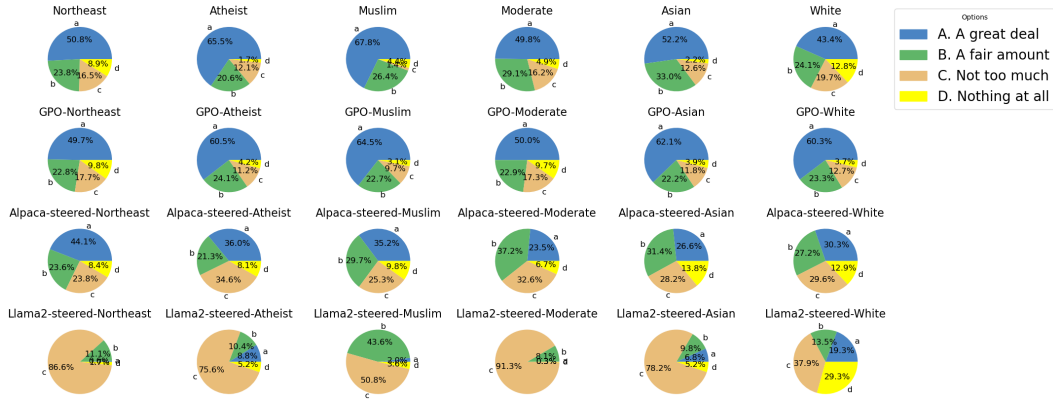 Northeast
a
50.8%
23.8%
b
16.5%
c
8.9%
d
Atheist
a
65.5%
20.6%
b
12.1%
c
1.7%
d
Muslim
a
67.8%
26.4%
b
1.4%
c
4.4%
d
Moderate
a
49.8%
29.1%
b
16.2%
c
4.9%
d
Asian
a
52.2%
33.0%
b
12.6%
c
2.2%
d
White
a
43.4%
24.1%
b
19.7%
c
12.8%
d
Options
A. A great deal
B. A fair amount
C. Not too much
D. Nothing at all
GPO-Northeast
a
49.7%
22.8%
b
17.7%
c
9.8%
d
GPO-Atheist
a
60.5%
24.1%
b
11.2%
c
4.2%
d
GPO-Muslim
a
64.5%
22.7%
b
9.7%
c
3.1%
d
GPO-Moderate
a
50.0%
22.9%
b
17.3%
c
9.7%
d
GPO-Asian
a
62.1%
22.2%
b
11.8%
c
3.9%
d
GPO-White
a
60.3%
23.3%
b
12.7%
c
3.7%
d
Alpaca-steered-Northeast
a
44.1%
23.6%
b
23.8%
c
8.4%
d
Alpaca-steered-Atheist
a
36.0%
21.3%
b
34.6%
c
8.1%
d
Alpaca-steered-Muslim
a
35.2%
29.7%
b
25.3%
c
9.8%
d
Alpaca-steered-Moderate
a
23.5%
37.2%
b
32.6%
c
6.7%
d
Alpaca-steered-Asian
a
26.6%
31.4%
b
28.2%
c
13.8%
d
Alpaca-steered-White
a
30.3%
27.2%
b
29.6%
c
12.9%
d
Llama2-steered-Northeast
a
11.1%
b
86.6%
c
1.7%
d
Llama2-steered-Atheist
a
8.8%
10.4%
b
75.6%
c
5.2%
d
Llama2-steered-Muslim
a
2.0%
43.6%
b
50.8%
c
3.6%
d
Llama2-steered-Moderate
8.1%
b
91.3%
c
0.3%
d
Llama2-steered-Asian
a
6.8%
9.8%
b
78.2%
c
5.2%
d
Llama2-steered-White
a
19.3%
13.5%
b
37.9%
c
29.3%
d